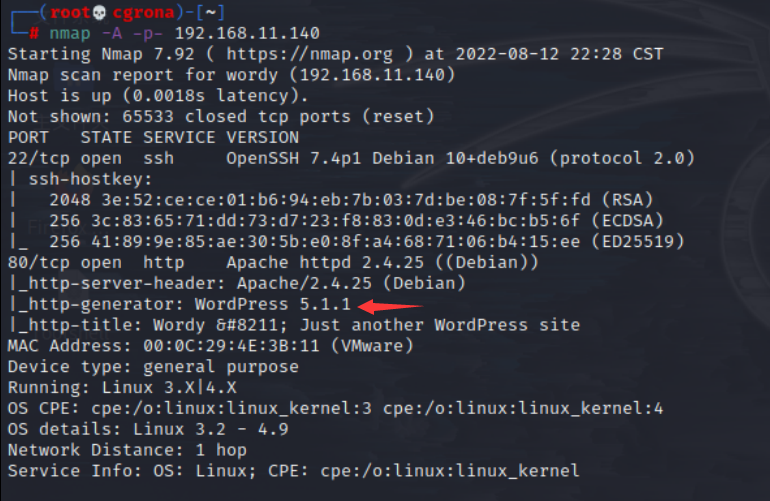 ┌──(root💀cgrona)-[~]
└─# nmap -A -p- 192.168.11.140
Starting Nmap 7.92 ( https://nmap.org ) at 2022-08-12 22:28 CST
Nmap scan report for wordy (192.168.11.140)
Host is up (0.0018s latency).
Not shown: 65533 closed tcp ports (reset)
PORT   STATE SERVICE VERSION
22/tcp open  ssh     OpenSSH 7.4p1 Debian 10+deb9u6 (protocol 2.0)
| ssh-hostkey:
|   2048 3e:52:ce:ce:01:b6:94:eb:7b:03:7d:be:08:7f:5f:fd (RSA)
|   256 3c:83:65:71:dd:73:d7:23:f8:83:0d:e3:46:bc:b5:6f (ECDSA)
|_  256 41:89:9e:85:ae:30:5b:e0:8f:a4:68:71:06:b4:15:ee (ED25519)
80/tcp open  http    Apache httpd 2.4.25 ((Debian))
|_http-server-header: Apache/2.4.25 (Debian)
|_http-generator: WordPress 5.1.1
|_http-title: Wordy &#8211; Just another WordPress site
MAC Address: 00:0C:29:4E:3B:11 (VMware)
Device type: general purpose
Running: Linux 3.X|4.X
OS CPE: cpe:/o:linux:linux_kernel:3 cpe:/o:linux:linux_kernel:4
OS details: Linux 3.2 - 4.9
Network Distance: 1 hop
Service Info: OS: Linux; CPE: cpe:/o:linux:linux_kernel